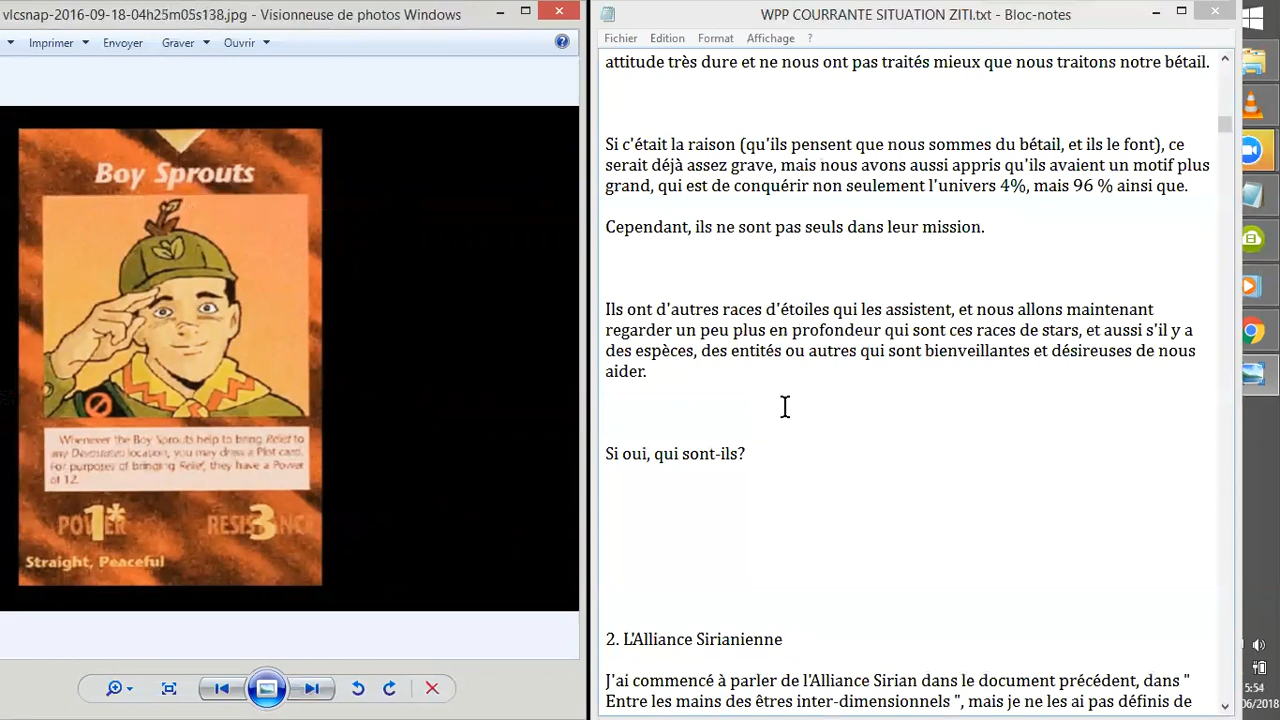 vlcsnap-2016-09-18-04h25m05s138.jpg - Visionneuse de photos Windows
Imprimer Envoyer Graver Ouvrir
Boy Sprouts
Whenever the Boy Sprouts help to bring Relief to
any Devastated location, you may draw a Plot card.
For purposes of bringing Relief, they have a Power
of 12.
POWER 1* RESISTANCE 3
Straight, Peaceful
WPP COURRANTE SITUATION ZITI.txt - Bloc-notes
Fichier Edition Format Affichage ?
attitude très dure et ne nous ont pas traités mieux que nous traitons notre bétail.
Si c'était la raison (qu'ils pensent que nous sommes du bétail, et ils le font), ce
serait déjà assez grave, mais nous avons aussi appris qu'ils avaient un motif plus
grand, qui est de conquérir non seulement l'univers 4%, mais 96 % ainsi que.
Cependant, ils ne sont pas seuls dans leur mission.
Ils ont d'autres races d'étoiles qui les assistent, et nous allons maintenant
regarder un peu plus en profondeur qui sont ces races de stars, et aussi s'il y a
des espèces, des entités ou autres qui sont bienveillantes et désireuses de nous
aider.
Si oui, qui sont-ils?
2. L'Alliance Sirianienne
J'ai commencé à parler de l'Alliance Sirian dans le document précédent, dans "
Entre les mains des êtres inter-dimensionnels ", mais je ne les ai pas définis de
5:54
06/2018